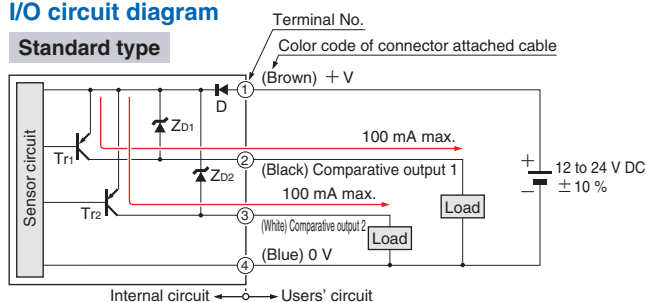 I/O circuit diagram
Standard type
Terminal No.
Color code of connector attached cable
1
(Brown) +V
D
ZD1
100 mA max.
Tr1
2
(Black) Comparative output 1
ZD2
100 mA max.
Tr2
3
(White) Comparative output 2
Load
Load
+
12 to 24 V DC
−
± 10 %
Sensor circuit
4
(Blue) 0 V
Internal circuit
Users' circuit